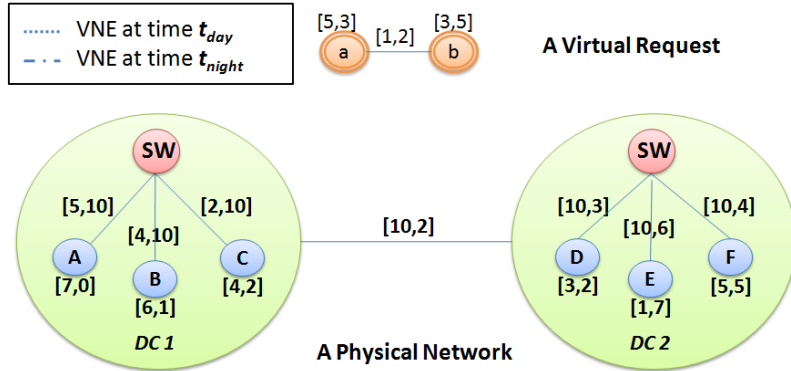 VNE at time t_day
VNE at time t_night
[5,3]
[1,2]
[3,5]
a
b
A Virtual Request
SW
[5,10]
[4,10]
[2,10]
A
B
C
[7,0]
[6,1]
[4,2]
DC 1
[10,2]
SW
[10,3]
[10,6]
[10,4]
D
E
F
[3,2]
[1,7]
[5,5]
DC 2
A Physical Network